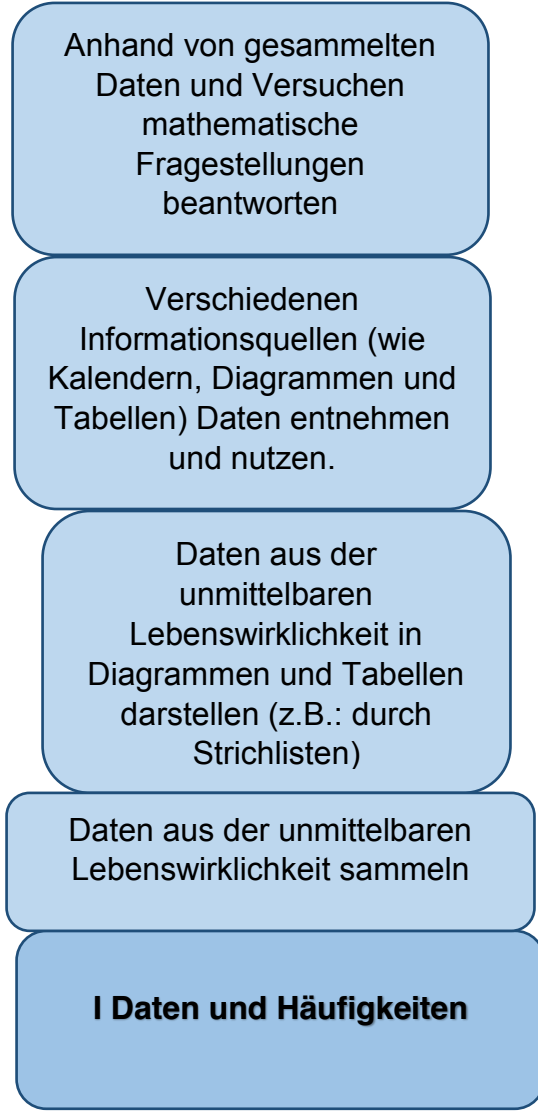 Anhand von gesammelten
Daten und Versuchen
mathematische
Fragestellungen
beantworten
Verschiedenen
Informationsquellen (wie
Kalendern, Diagrammen und
Tabellen) Daten entnehmen
und nutzen.
Daten aus der
unmittelbaren
Lebenswirklichkeit in
Diagrammen und Tabellen
darstellen (z.B.: durch
Strichlisten)
Daten aus der unmittelbaren
Lebenswirklichkeit sammeln
I Daten und Häufigkeiten